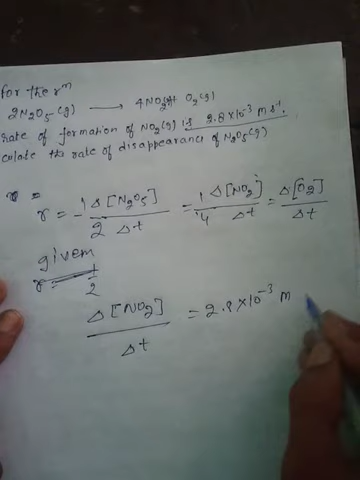 For the rxn
2N2O5(g) → 4NO2(g) + O2(g)
rate of formation of NO2(g) is 2.8×10⁻³ M s⁻¹.
culate the rate of disappearance of N2O5(g)
r = -1/2 Δ[N2O5]/Δt = 1/4 Δ[NO2]/Δt = Δ[O2]/Δt
given
r = 1/2
Δ[NO2]/Δt = 2.8×10⁻³ M